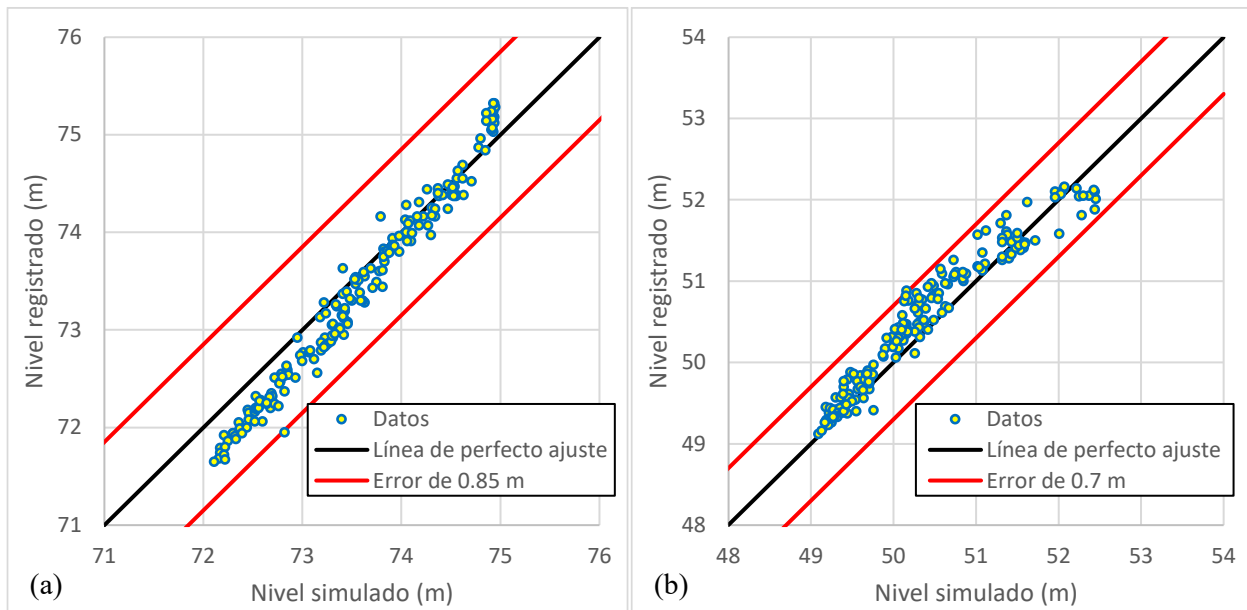 76
75
74
73
72
71
Nivel registrado (m)
Datos
Línea de perfecto ajuste
Error de 0.85 m
71 72 73 74 75 76
Nivel simulado (m)
(a)
54
53
52
51
50
49
48
Nivel registrado (m)
Datos
Línea de perfecto ajuste
Error de 0.7 m
48 49 50 51 52 53 54
Nivel simulado (m)
(b)